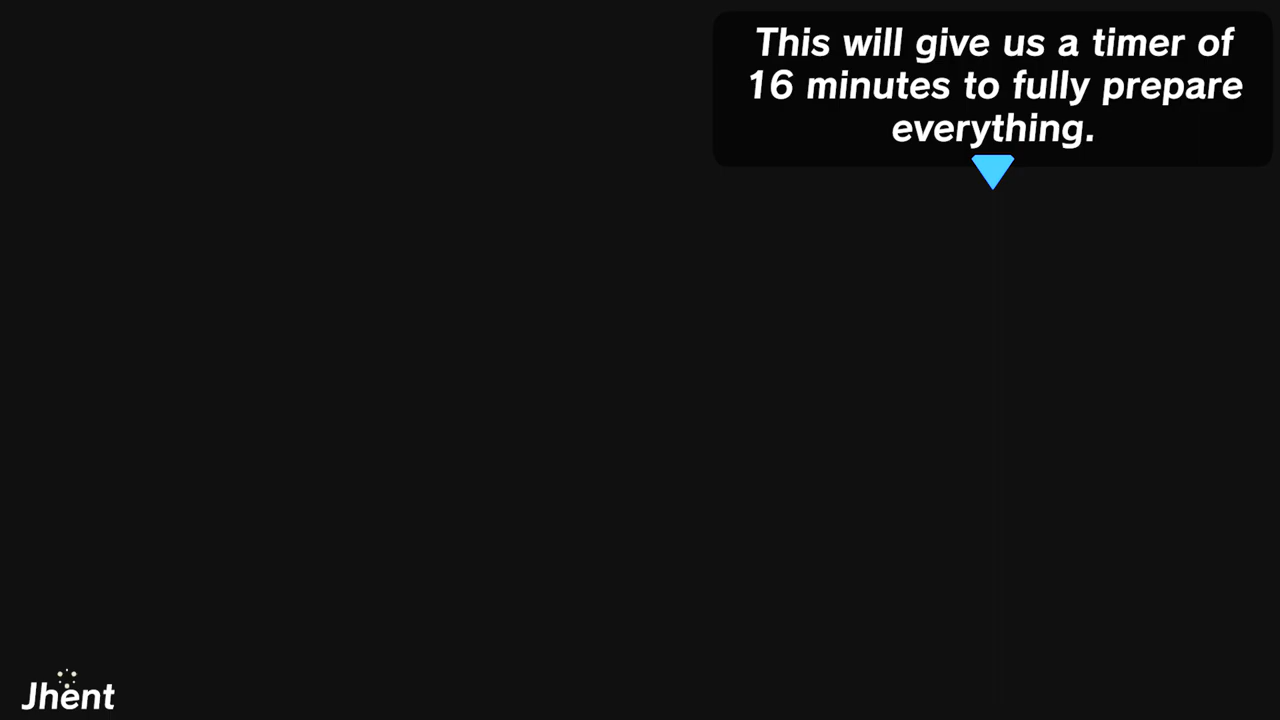 This will give us a timer of
16 minutes to fully prepare
everything.
Jhent